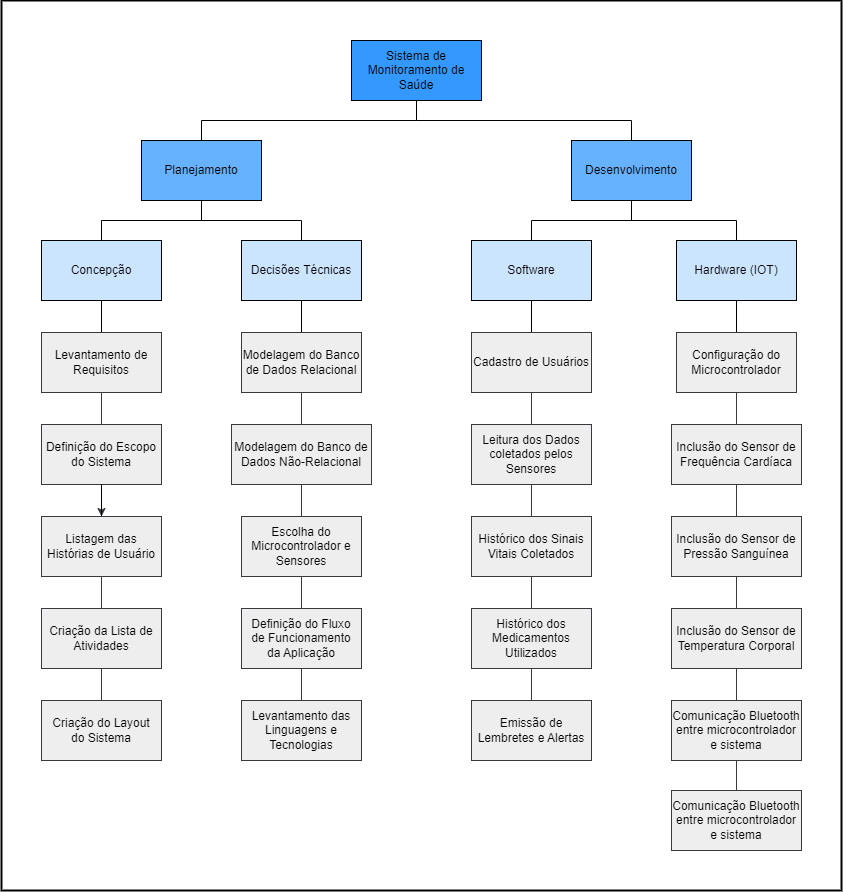 Sistema de
Monitoramento de
Saúde
Planejamento
Desenvolvimento
Concepção
Decisões Técnicas
Software
Hardware (IOT)
Levantamento de
Requisitos
Modelagem do Banco
de Dados Relacional
Cadastro de Usuários
Configuração do
Microcontrolador
Definição do Escopo
do Sistema
Modelagem do Banco de
Dados Não-Relacional
Leitura dos Dados
coletados pelos
Sensores
Inclusão do Sensor de
Frequência Cardíaca
Listagem das
Histórias de Usuário
Escolha do
Microcontrolador e
Sensores
Histórico dos Sinais
Vitais Coletados
Inclusão do Sensor de
Pressão Sanguínea
Criação da Lista de
Atividades
Definição do Fluxo
de Funcionamento
da Aplicação
Histórico dos
Medicamentos
Utilizados
Inclusão do Sensor de
Temperatura Corporal
Criação do Layout
do Sistema
Levantamento das
Linguagens e
Tecnologias
Emissão de
Lembretes e Alertas
Comunicação Bluetooth
entre microcontrolador
e sistema
Comunicação Bluetooth
entre microcontrolador
e sistema